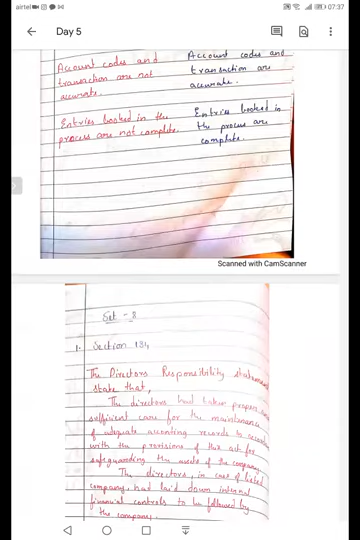 airtel 07:37
Day 5
Account codes and Account codes and
transaction are not transaction are
accurate. accurate.
Entries booked in the Entries booked in
process are not complete. the process are
complete.
Scanned with CamScanner
Set - 8
1. Section 134
The Directors Responsibility statement
state that,
The directors had taken proper and
sufficient care for the maintenance
of adequate accounting records in
with the provisions of this act for
safeguarding the assets of the company.
The directors, in case of listed
company, had laid down internal
financial controls to be followed by
the company.